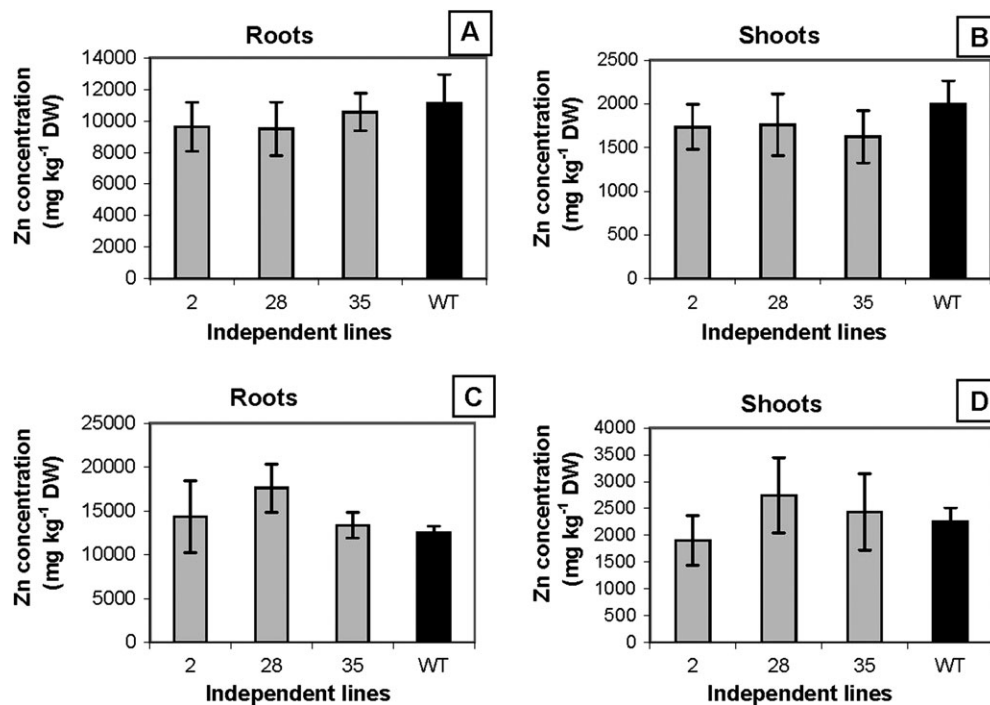 Roots
A
Zn concentration
(mg kg⁻¹ DW)
14000
12000
10000
8000
6000
4000
2000
0
2 28 35 WT
Independent lines
Shoots
B
Zn concentration
(mg kg⁻¹ DW)
2500
2000
1500
1000
500
0
2 28 35 WT
Independent lines
Roots
C
Zn concentration
(mg kg⁻¹ DW)
25000
20000
15000
10000
5000
0
2 28 35 WT
Independent lines
Shoots
D
Zn concentration
(mg kg⁻¹ DW)
4000
3500
3000
2500
2000
1500
1000
500
0
2 28 35 WT
Independent lines